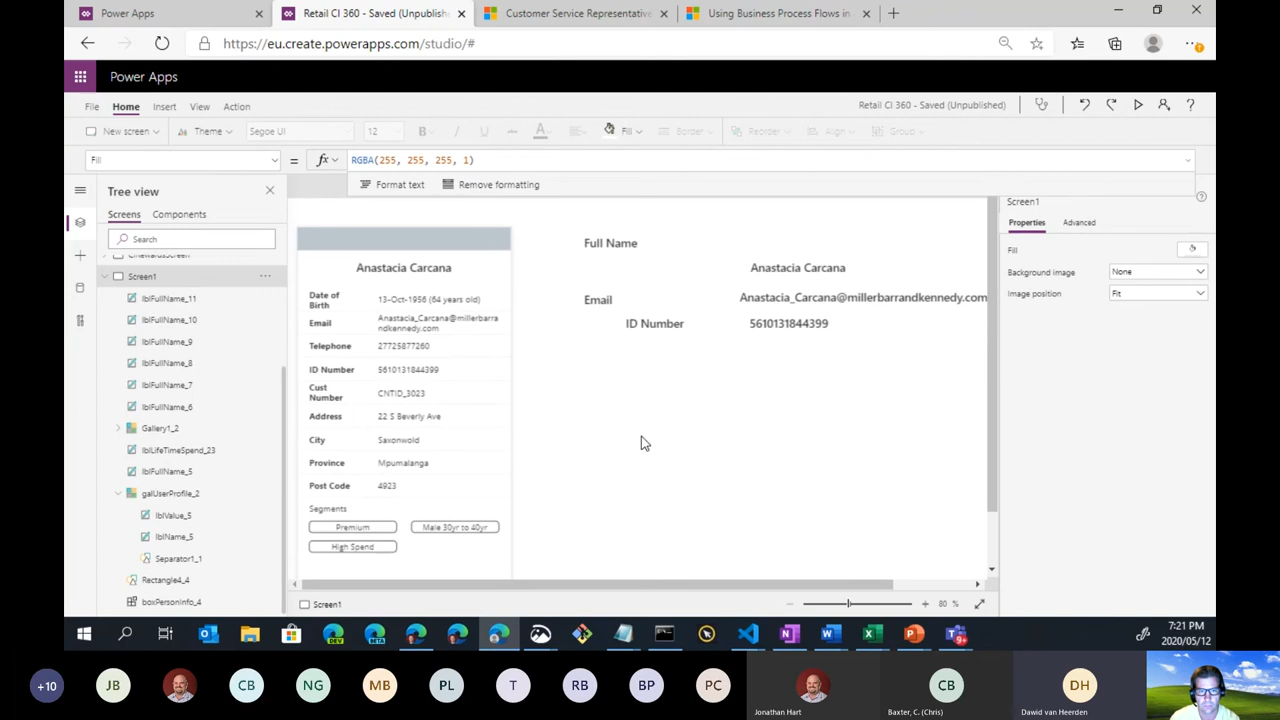 Power Apps
Retail CI 360 - Saved (Unpublish
Customer Service Representative
Using Business Process Flows in
https://eu.create.powerapps.com/studio/#
Power Apps
File Home Insert View Action
Retail CI 360 - Saved (Unpublished)
New screen Theme Segoe UI 12 B Fill Border Reorder Align Group
Fill = fx RGBA(255, 255, 255, 1)
Format text Remove formatting
Tree view
Screens Components
Search
Screen1
lblFullName_11
lblFullName_10
lblFullName_9
lblFullName_8
lblFullName_7
lblFullName_6
Gallery1_2
lblLifeTimeSpend_23
lblFullName_5
galUserProfile_2
lblValue_5
lblName_5
Separator1_1
Rectangle4_4
boxPersonInfo_4
Anastacia Carcana
Date of Birth 13-Oct-1956 (64 years old)
Email Anastacia_Carcana@millerbarra
ndkennedy.com
Telephone 27725877260
ID Number 5610131844399
Cust Number CNTID_3023
Address 22 S Beverly Ave
City Saxonwold
Province Mpumalanga
Post Code 4923
Segments
Premium Male 30yr to 40yr
High Spend
Full Name
Anastacia Carcana
Email Anastacia_Carcana@millerbarrandkennedy.com
ID Number 5610131844399
Screen1
Properties Advanced
Fill
Background image None
Image position Fit
Screen1
80 %
7:21 PM
2020/05/12
+10 JB CB NG MB PL T RB BP PC CB DH
Jonathan Hart
Baxter, C. (Chris)
Dawid van Heerden